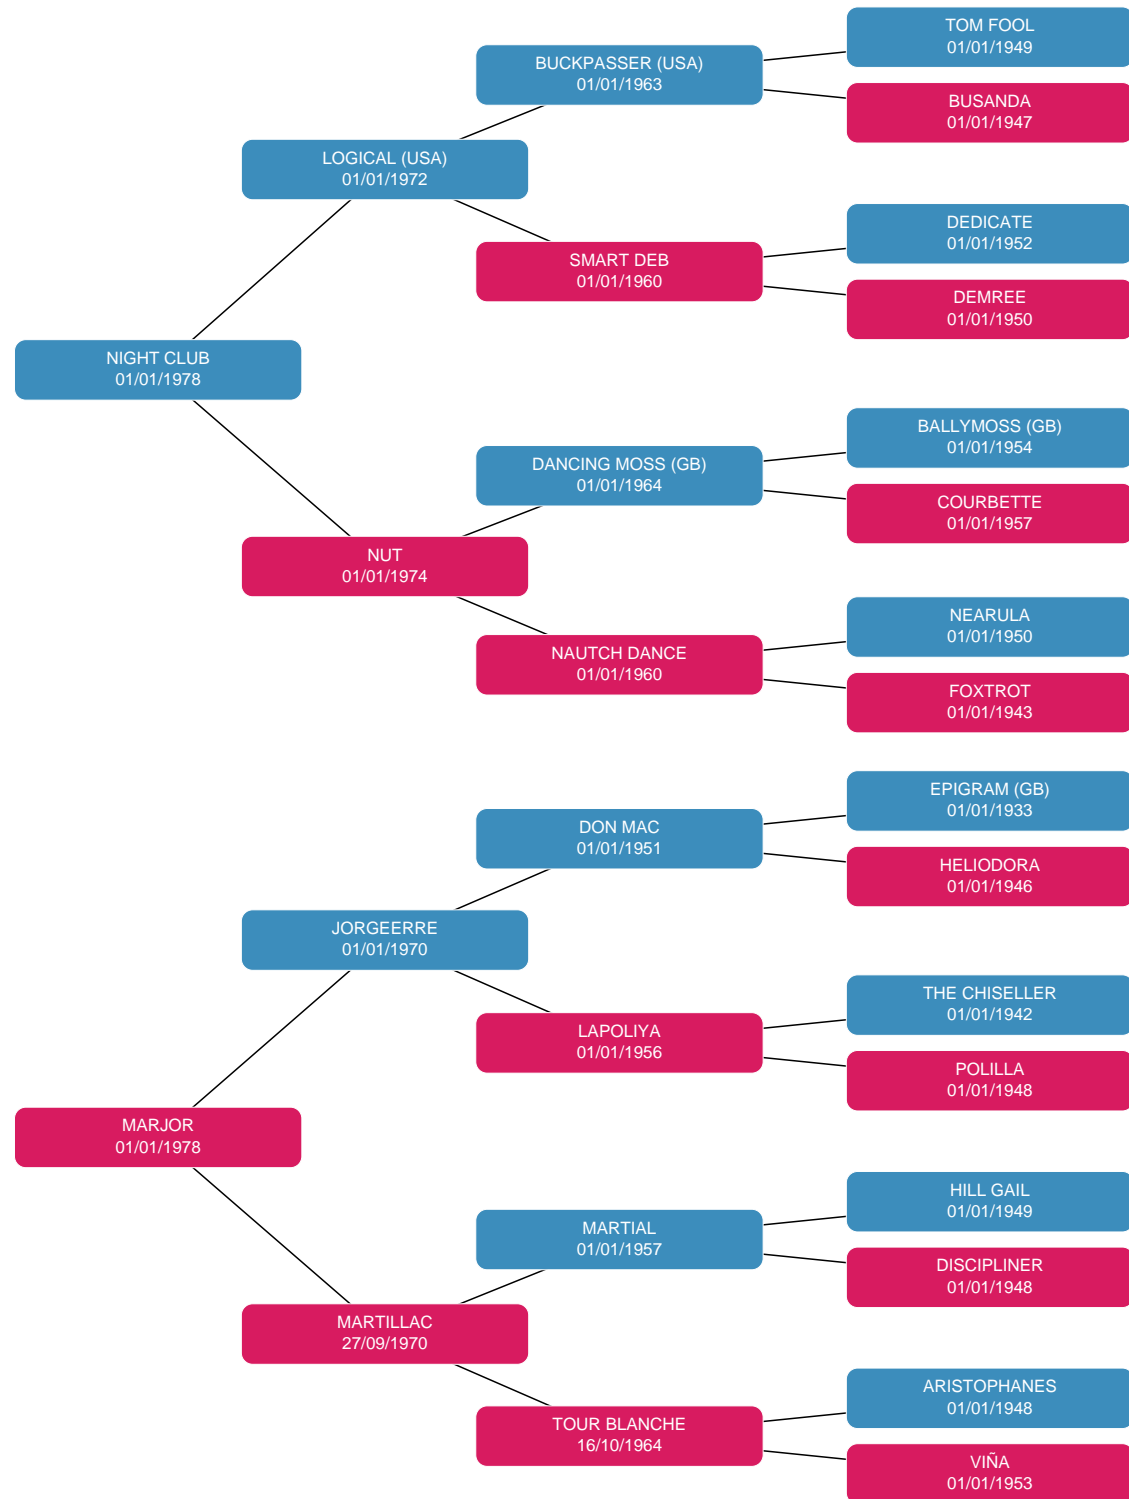 TOM FOOL
01/01/1949
BUCKPASSER (USA)
01/01/1963
BUSANDA
01/01/1947
LOGICAL (USA)
01/01/1972
DEDICATE
01/01/1952
SMART DEB
01/01/1960
DEMREE
01/01/1950
NIGHT CLUB
01/01/1978
BALLYMOSS (GB)
01/01/1954
DANCING MOSS (GB)
01/01/1964
COURBETTE
01/01/1957
NUT
01/01/1974
NEARULA
01/01/1950
NAUTCH DANCE
01/01/1960
FOXTROT
01/01/1943
EPIGRAM (GB)
01/01/1933
DON MAC
01/01/1951
HELIODORA
01/01/1946
JORGEERRE
01/01/1970
THE CHISELLER
01/01/1942
LAPOLIYA
01/01/1956
POLILLA
01/01/1948
MARJOR
01/01/1978
HILL GAIL
01/01/1949
MARTIAL
01/01/1957
DISCIPLINER
01/01/1948
MARTILLAC
27/09/1970
ARISTOPHANES
01/01/1948
TOUR BLANCHE
16/10/1964
VIÑA
01/01/1953